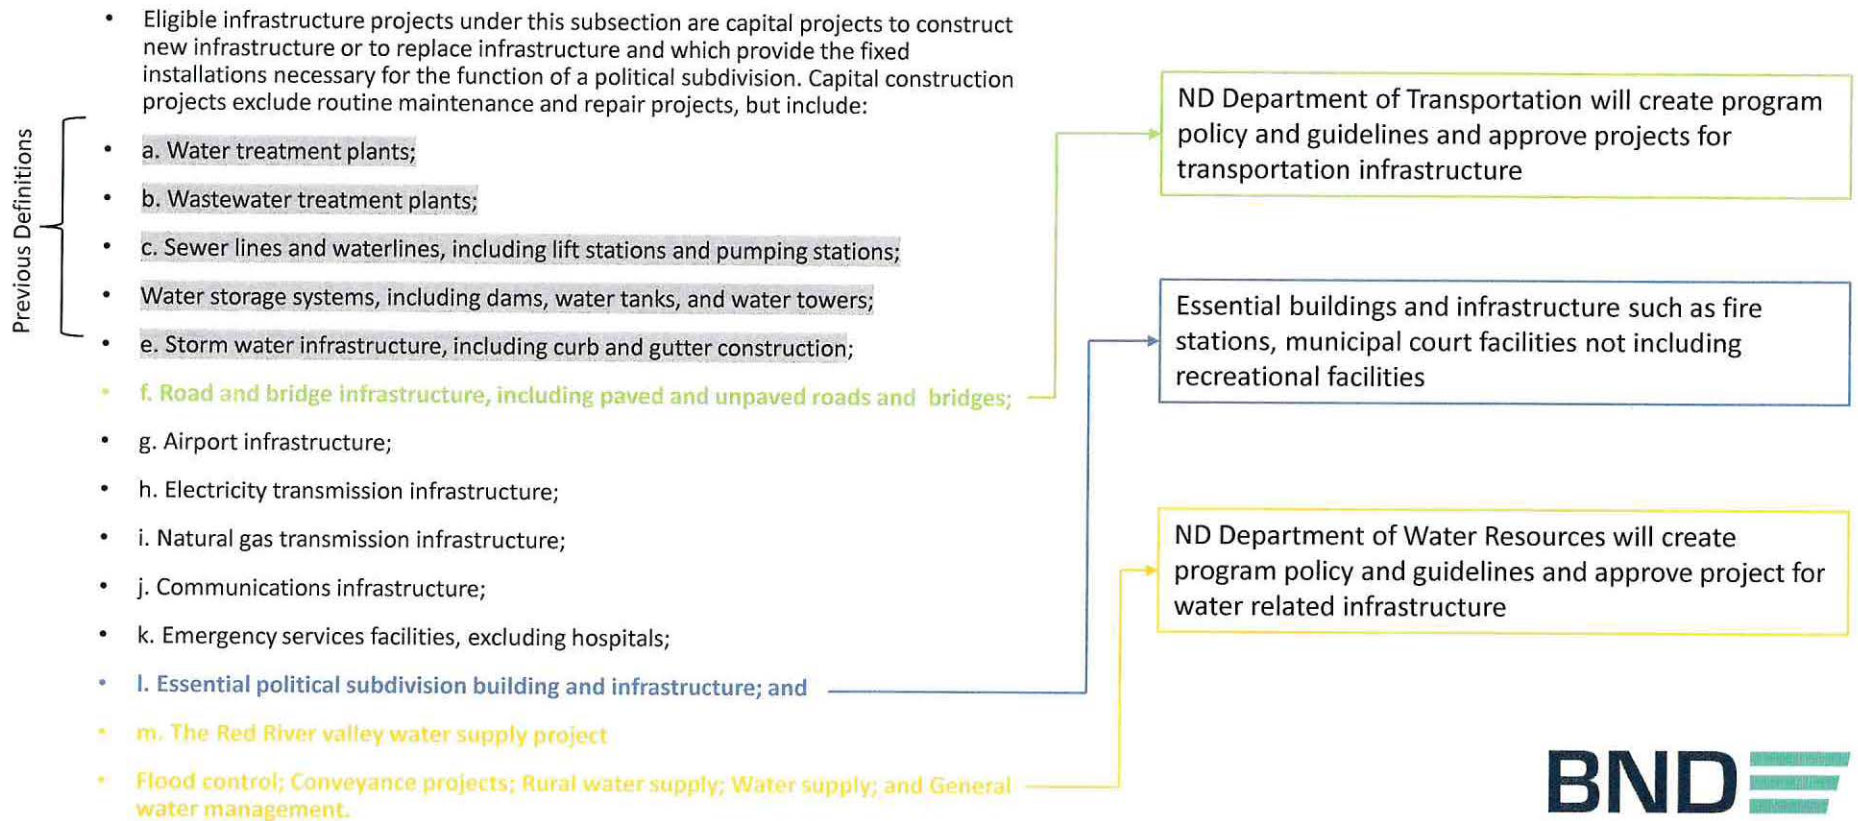 • Eligible infrastructure projects under this subsection are capital projects to construct
new infrastructure or to replace infrastructure and which provide the fixed
installations necessary for the function of a political subdivision. Capital construction
projects exclude routine maintenance and repair projects, but include:
Previous Definitions
• a. Water treatment plants;
• b. Wastewater treatment plants;
• c. Sewer lines and waterlines, including lift stations and pumping stations;
• Water storage systems, including dams, water tanks, and water towers;
• e. Storm water infrastructure, including curb and gutter construction;
• f. Road and bridge infrastructure, including paved and unpaved roads and bridges;
• g. Airport infrastructure;
• h. Electricity transmission infrastructure;
• i. Natural gas transmission infrastructure;
• j. Communications infrastructure;
• k. Emergency services facilities, excluding hospitals;
• l. Essential political subdivision building and infrastructure; and
• m. The Red River valley water supply project
• Flood control; Conveyance projects; Rural water supply; Water supply; and General
water management.
ND Department of Transportation will create program
policy and guidelines and approve projects for
transportation infrastructure
Essential buildings and infrastructure such as fire
stations, municipal court facilities not including
recreational facilities
ND Department of Water Resources will create
program policy and guidelines and approve project for
water related infrastructure
BND